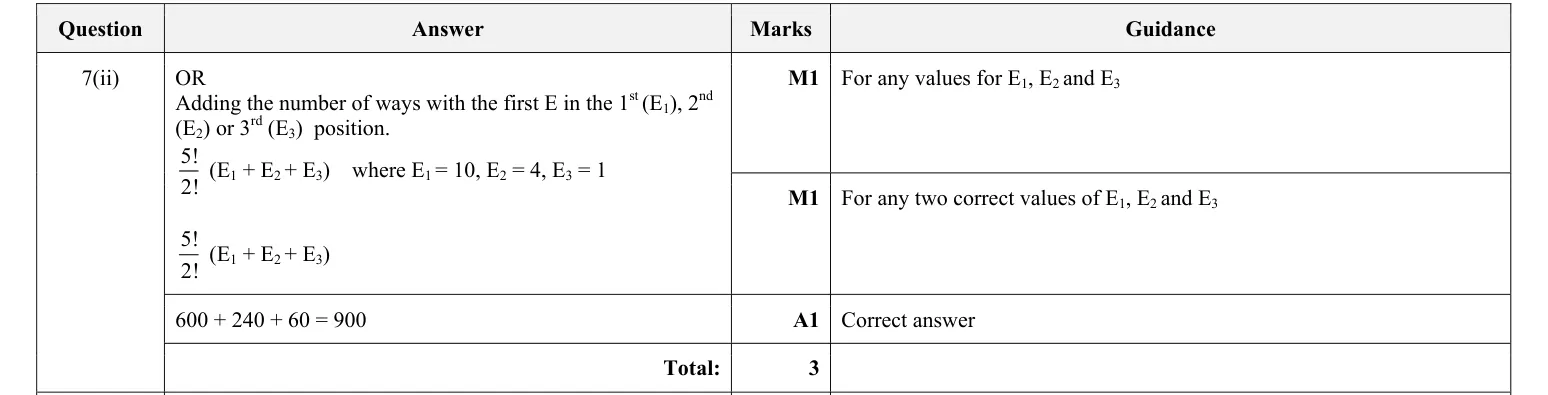 Question Answer Marks Guidance
7(ii) OR M1 For any values for E₁, E₂ and E₃
Adding the number of ways with the first E in the 1ˢᵗ (E₁), 2ⁿᵈ
(E₂) or 3ʳᵈ (E₃) position.
5!/2! (E₁ + E₂ + E₃) where E₁ = 10, E₂ = 4, E₃ = 1
M1 For any two correct values of E₁, E₂ and E₃
5!/2! (E₁ + E₂ + E₃)
600 + 240 + 60 = 900 A1 Correct answer
Total: 3